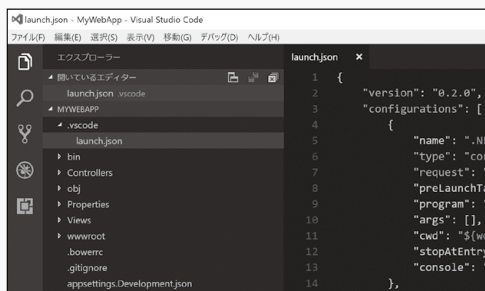 launch.json - MyWebApp - Visual Studio Code
ファイル(F) 編集(E) 選択(S) 表示(V) 移動(G) デバッグ(D) ヘルプ(H)
エクスプローラー
開いているエディター
launch.json .vscode
MYWEBAPP
.vscode
launch.json
bin
Controllers
obj
Properties
Views
wwwroot
.bowerrc
.gitignore
appsettings.Development.json
launch.json ×
1 {
2 "version": "0.2.0",
3 "configurations": [
4 {
5 "name": ".NE
6 "type": "cor
7 "request": "
8 "preLaunchTa
9 "program": "
10 "args": [],
11 "cwd": "${wo
12 "stopAtEntry
13 "console": "
14 },